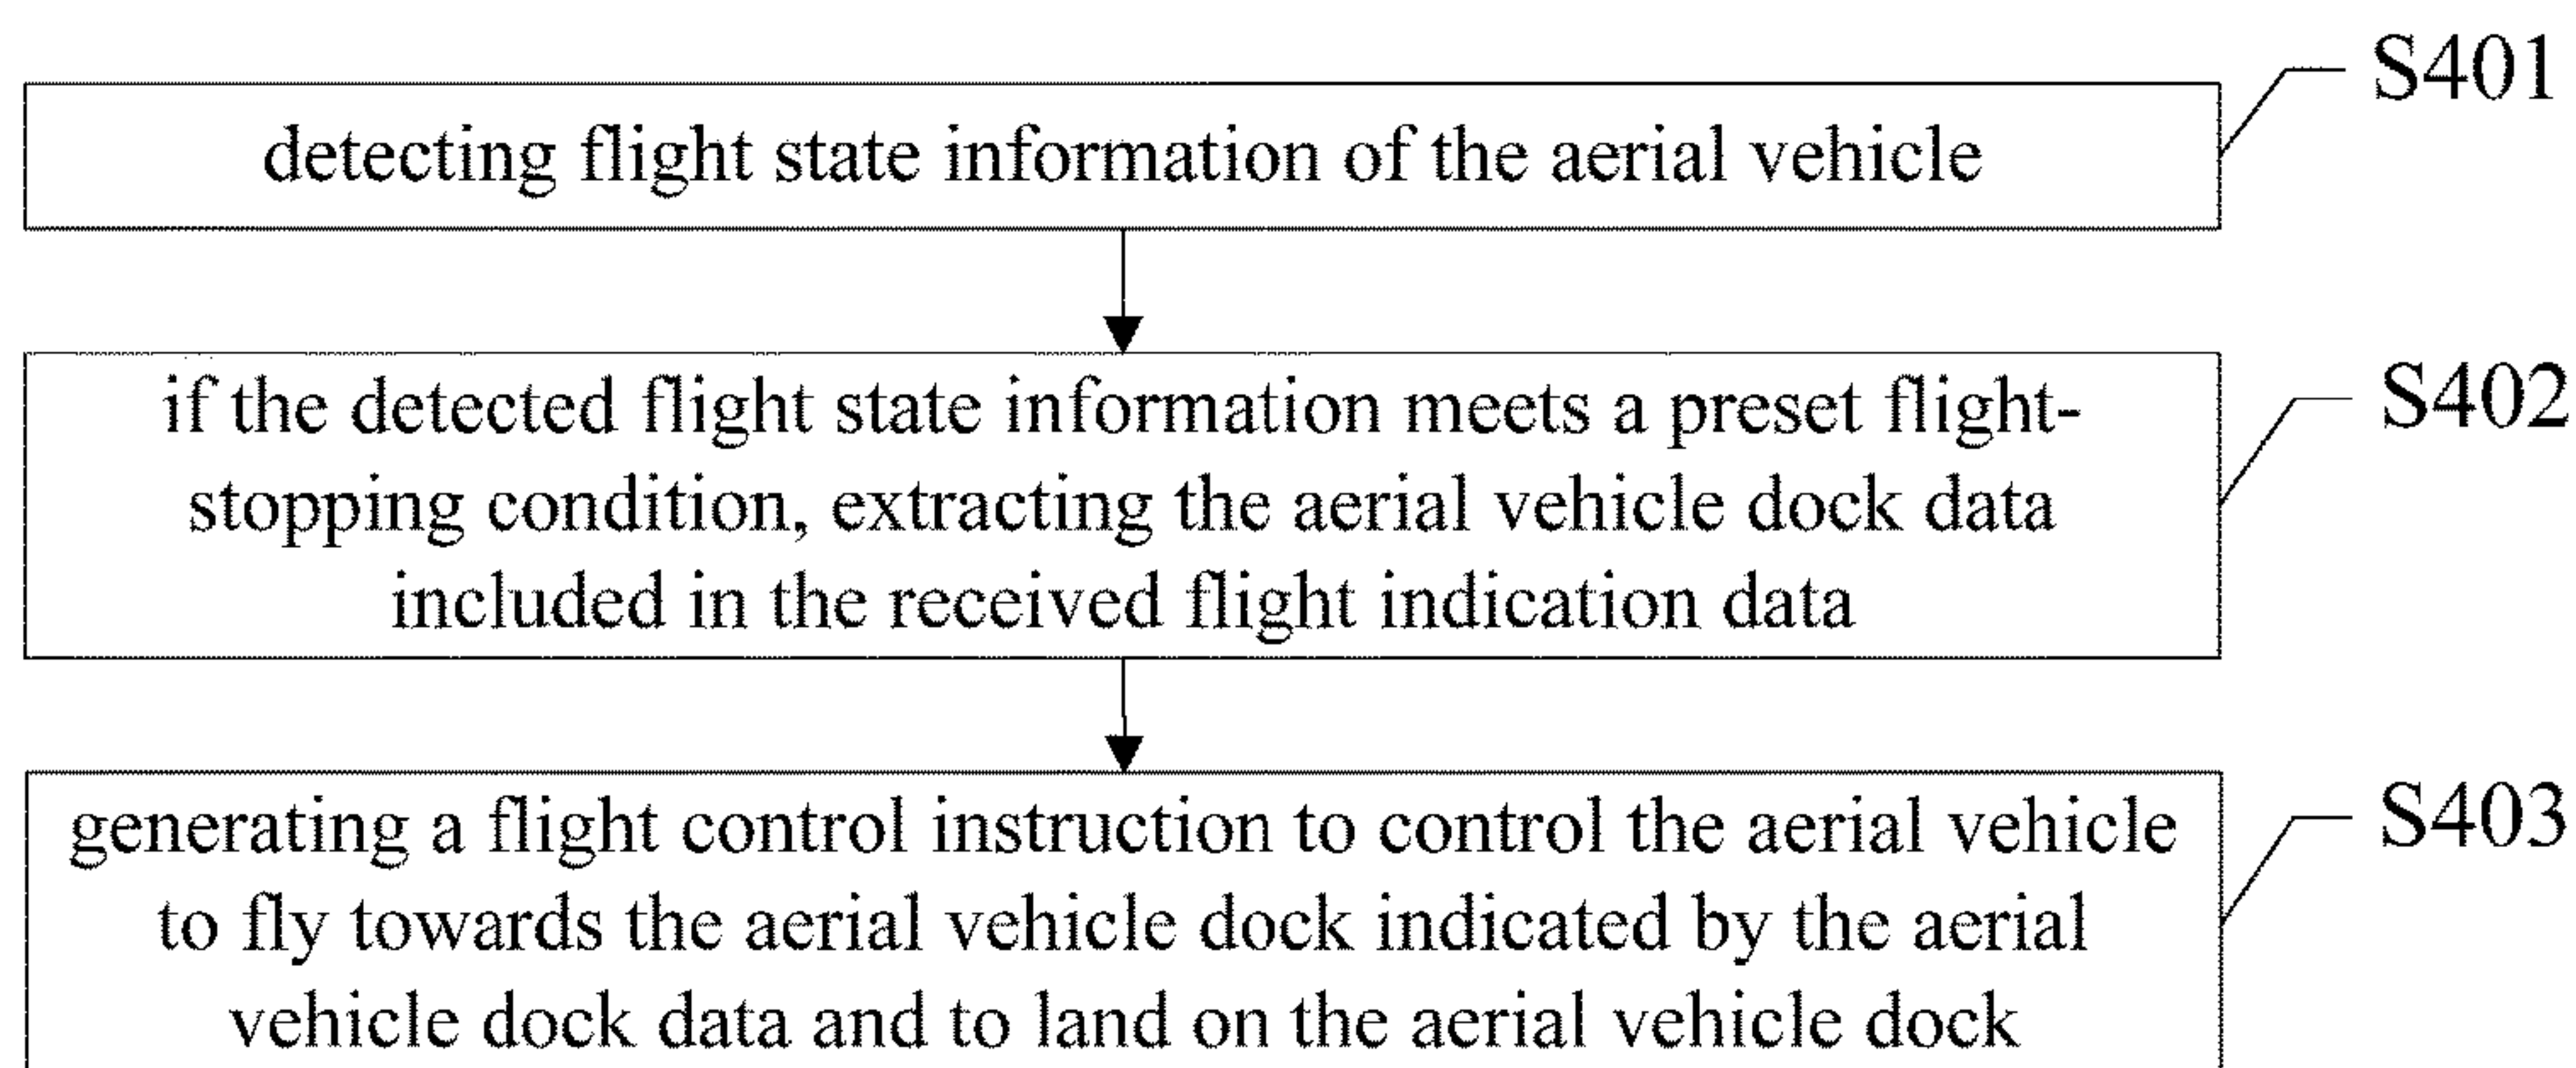 S401
detecting flight state information of the aerial vehicle
S402
if the detected flight state information meets a preset flight-
stopping condition, extracting the aerial vehicle dock data
included in the received flight indication data
S403
generating a flight control instruction to control the aerial vehicle
to fly towards the aerial vehicle dock indicated by the aerial
vehicle dock data and to land on the aerial vehicle dock